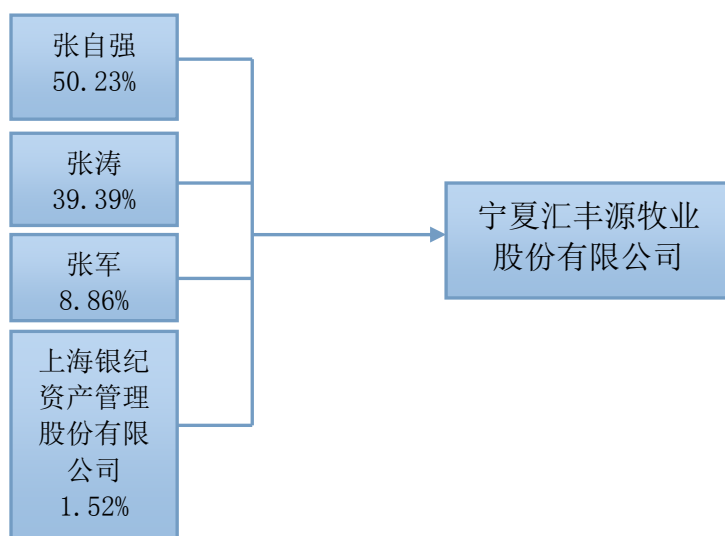 张自强
50.23%
张涛
39.39%
张军
8.86%
上海银纪
资产管理
股份有限
公司
1.52%
宁夏汇丰源牧业
股份有限公司